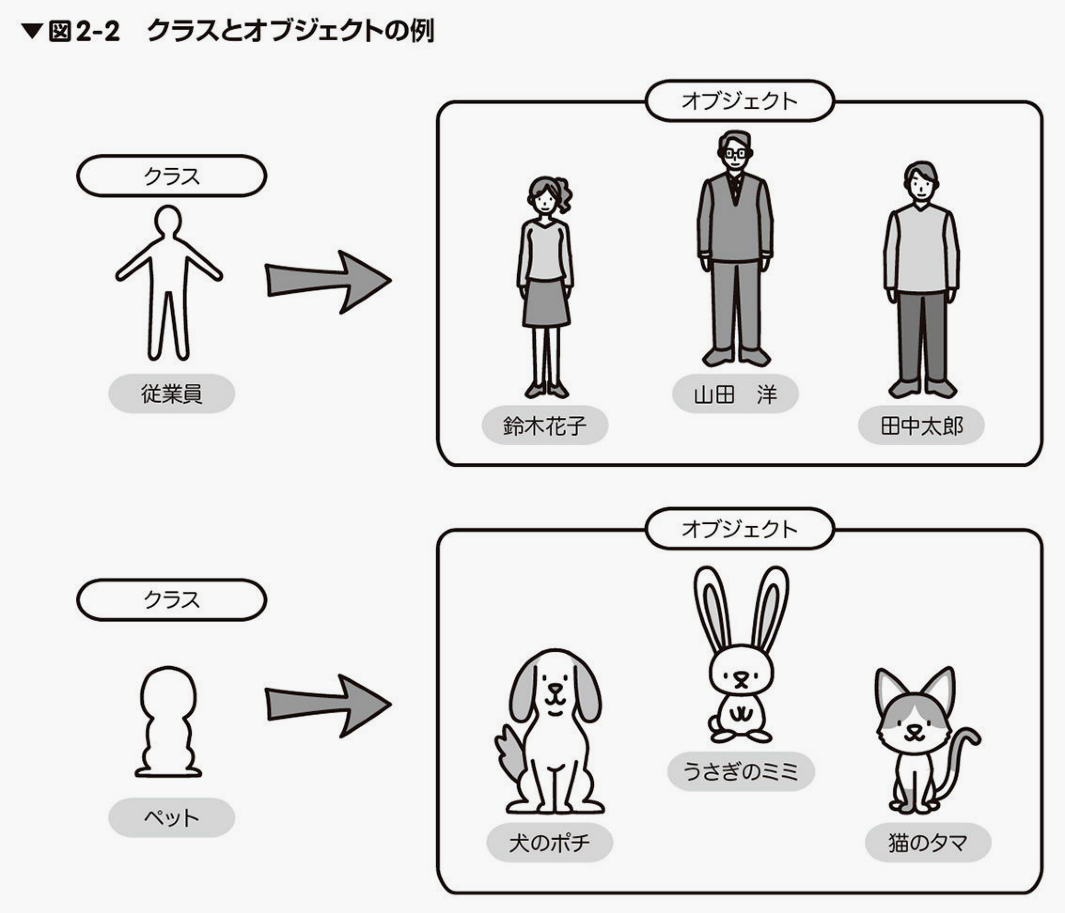 ▼図2-2 クラスとオブジェクトの例
クラス
従業員
オブジェクト
鈴木花子
山田　洋
田中太郎
クラス
ペット
オブジェクト
犬のポチ
うさぎのミミ
猫のタマ